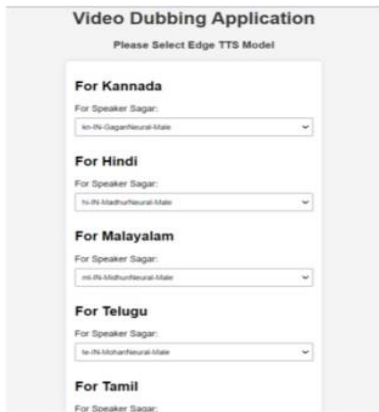 Video Dubbing Application
Please Select Edge TTS Model
For Kannada
For Speaker Sagar:
kn-IN-GaganNeural-Male
For Hindi
For Speaker Sagar:
hi-IN-MadhurNeural-Male
For Malayalam
For Speaker Sagar:
ml-IN-MidhunNeural-Male
For Telugu
For Speaker Sagar:
te-IN-MohanNeural-Male
For Tamil
For Speaker Sagar: